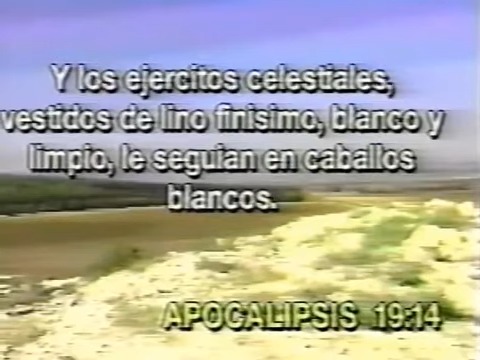 Y los ejercitos celestiales,
vestidos de lino finisimo, blanco y
limpio, le seguian en caballos
blancos.
APOCALIPSIS 19:14